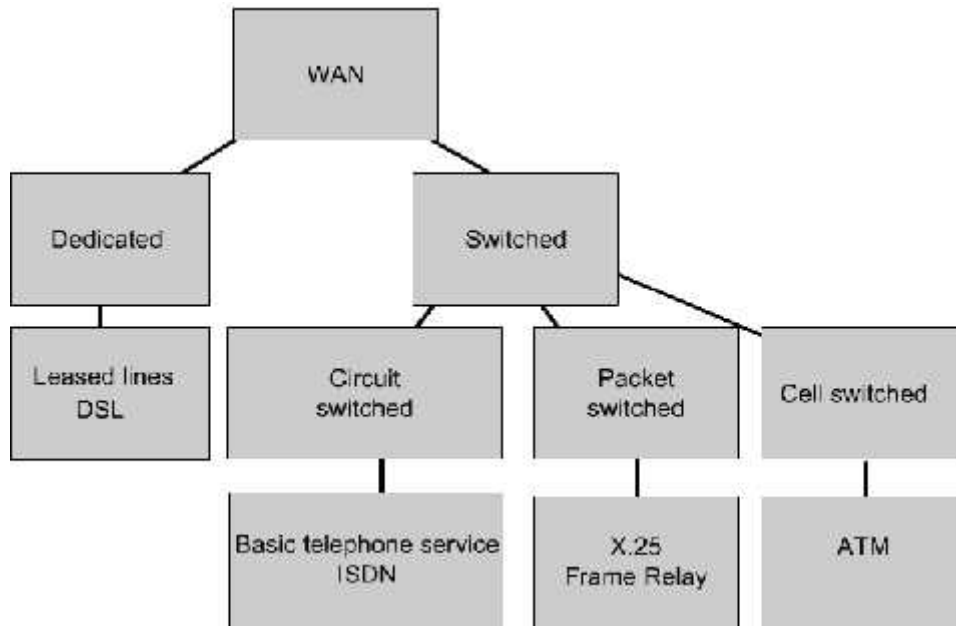 WAN
Dedicated
Switched
Leased lines
DSL
Circuit
switched
Packet
switched
Cell switched
Basic telephone service
ISDN
X.25
Frame Relay
ATM